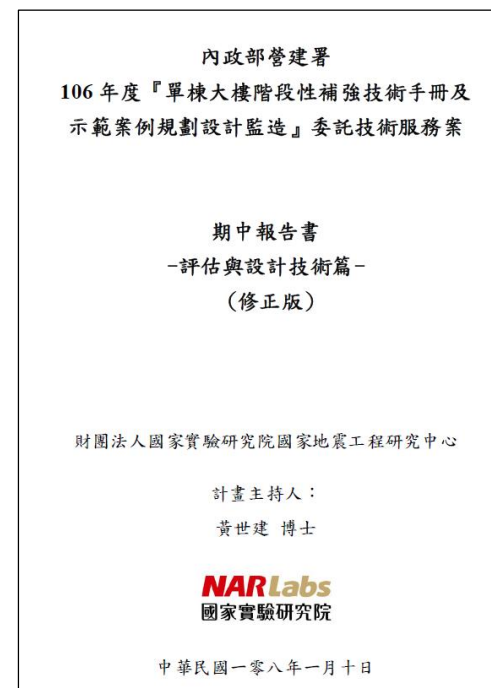 內政部營建署
106 年度『單棟大樓階段性補強技術手冊及
示範案例規劃設計監造』委託技術服務案
期中報告書
-評估與設計技術篇-
(修正版)
財團法人國家實驗研究院國家地震工程研究中心
計畫主持人：
黃世建 博士
NARLabs
國家實驗研究院
中華民國一零八年一月十日